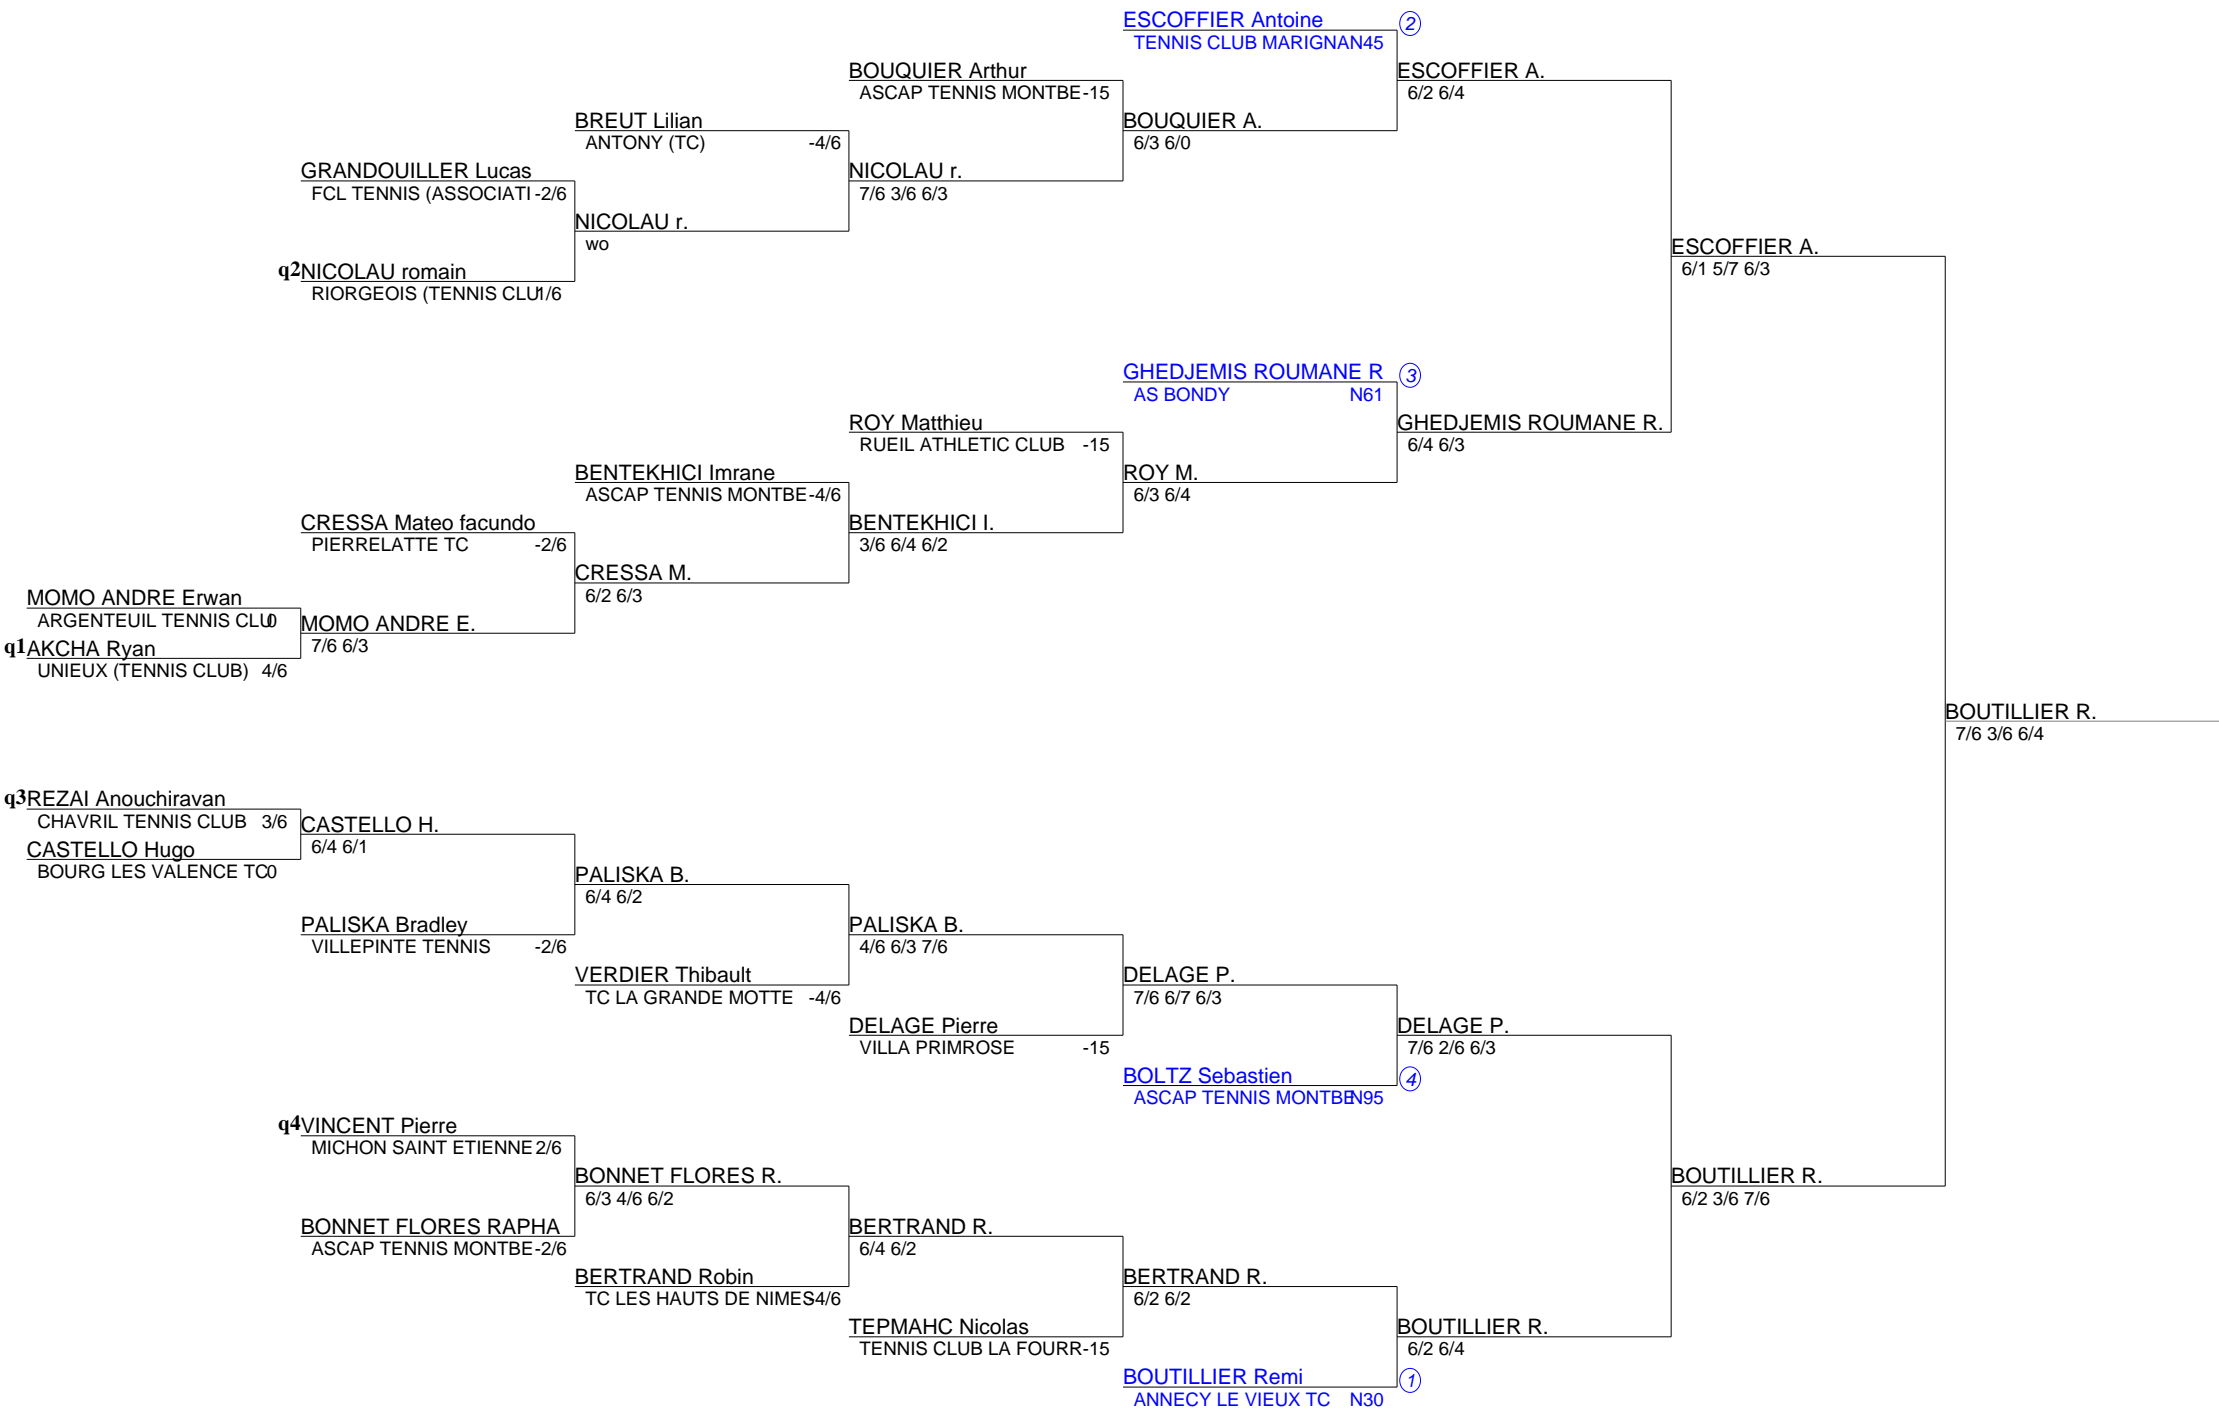 ESCOFFIER Antoine
2
TENNIS CLUB MARIGNAN45
BOUQUIER Arthur
ESCOFFIER A.
ASCAP TENNIS MONTBE-15
6/2 6/4
BREUT Lilian
BOUQUIER A.
ANTONY (TC) -4/6
6/3 6/0
GRANDOUILLER Lucas
NICOLAU r.
FCL TENNIS (ASSOCIATI -2/6
7/6 3/6 6/3
NICOLAU r.
wo
ESCOFFIER A.
6/1 5/7 6/3
q2 NICOLAU romain
RIORGEOIS (TENNIS CLU1/6
GHEDJEMIS ROUMANE R
3
AS BONDY N61
ROY Matthieu
GHEDJEMIS ROUMANE R.
RUEIL ATHLETIC CLUB -15
6/4 6/3
BENTEKHICI Imrane
ROY M.
ASCAP TENNIS MONTBE-4/6
6/3 6/4
CRESSA Mateo facundo
BENTEKHICI I.
PIERRELATTE TC -2/6
3/6 6/4 6/2
CRESSA M.
6/2 6/3
MOMO ANDRE Erwan
ARGENTEUIL TENNIS CLU0
MOMO ANDRE E.
7/6 6/3
q1 AKCHA Ryan
UNIEUX (TENNIS CLUB) 4/6
BOUTILLIER R.
7/6 3/6 6/4
q3 REZAI Anouchiravan
CHAVRIL TENNIS CLUB 3/6
CASTELLO H.
6/4 6/1
CASTELLO Hugo
BOURG LES VALENCE TC0
PALISKA B.
6/4 6/2
PALISKA Bradley
PALISKA B.
VILLEPINTE TENNIS -2/6
4/6 6/3 7/6
VERDIER Thibault
DELAGE P.
TC LA GRANDE MOTTE -4/6
7/6 6/7 6/3
DELAGE Pierre
DELAGE P.
VILLA PRIMROSE -15
7/6 2/6 6/3
BOLTZ Sebastien
4
ASCAP TENNIS MONTBEN95
q4 VINCENT Pierre
MICHON SAINT ETIENNE 2/6
BONNET FLORES R.
BOUTILLIER R.
6/3 4/6 6/2
6/2 3/6 7/6
BONNET FLORES RAPHA
BERTRAND R.
ASCAP TENNIS MONTBE-2/6
6/4 6/2
BERTRAND Robin
BERTRAND R.
TC LES HAUTS DE NIMES-4/6
6/2 6/2
TEPMAHC Nicolas
BOUTILLIER R.
TENNIS CLUB LA FOURR-15
6/2 6/4
BOUTILLIER Remi
1
ANNECY LE VIEUX TC N30